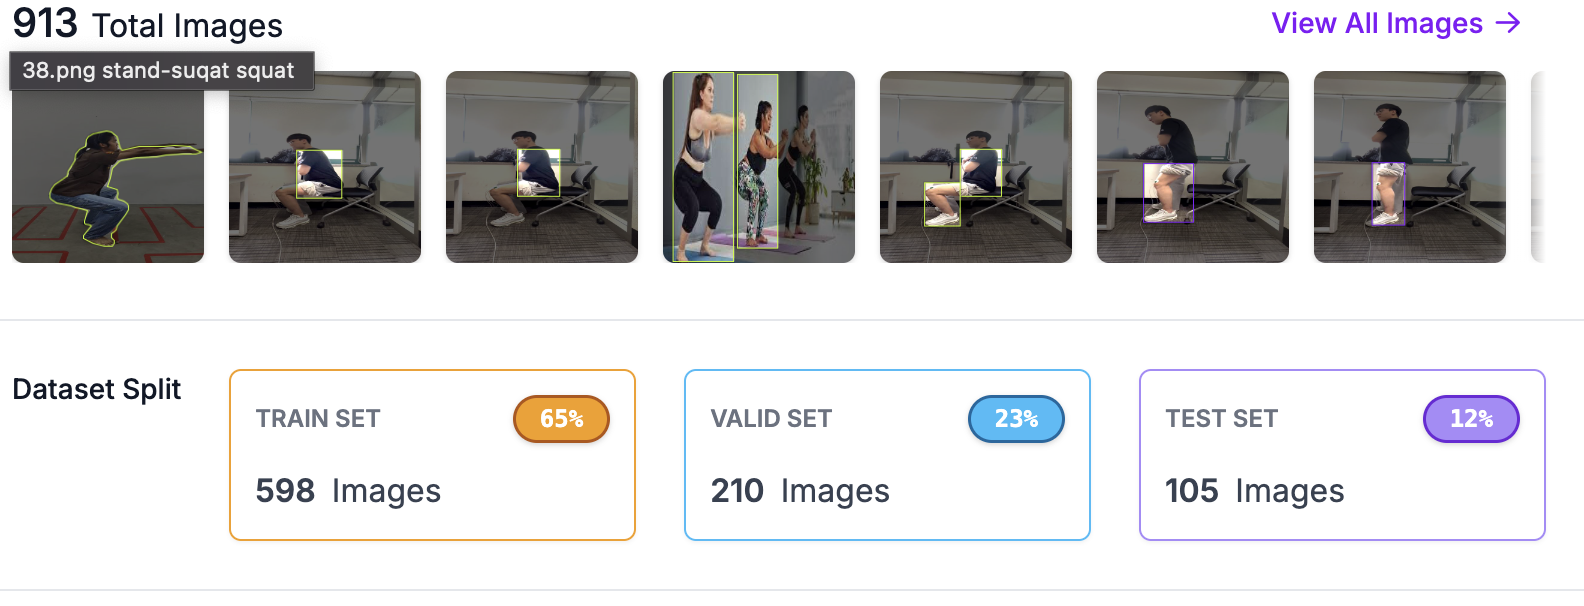 913 Total Images
View All Images →
38.png stand-suqat squat
Dataset Split
TRAIN SET
65%
598 Images
VALID SET
23%
210 Images
TEST SET
12%
105 Images